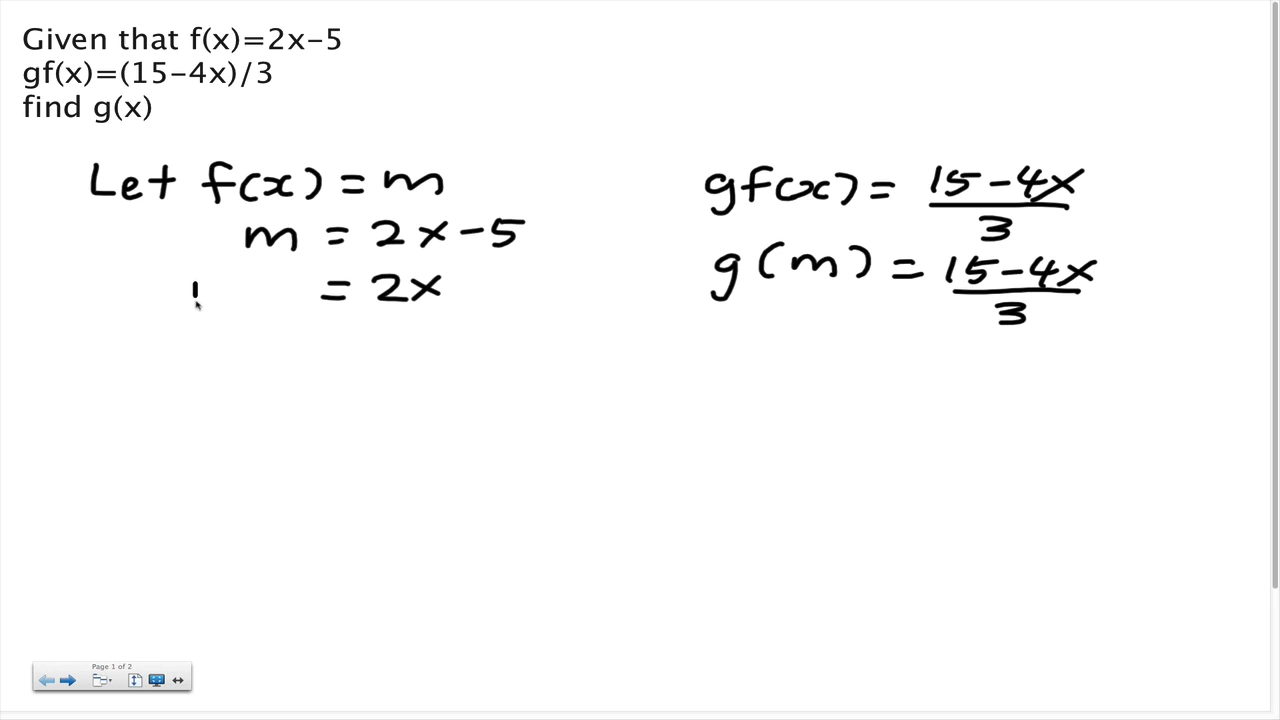 Given that f(x)=2x-5
gf(x)=(15-4x)/3
find g(x)
Let f(x) = m
m = 2x-5
= 2x
gf(x) = 15-4x
3
g(m) = 15-4x
3
Page 1 of 2